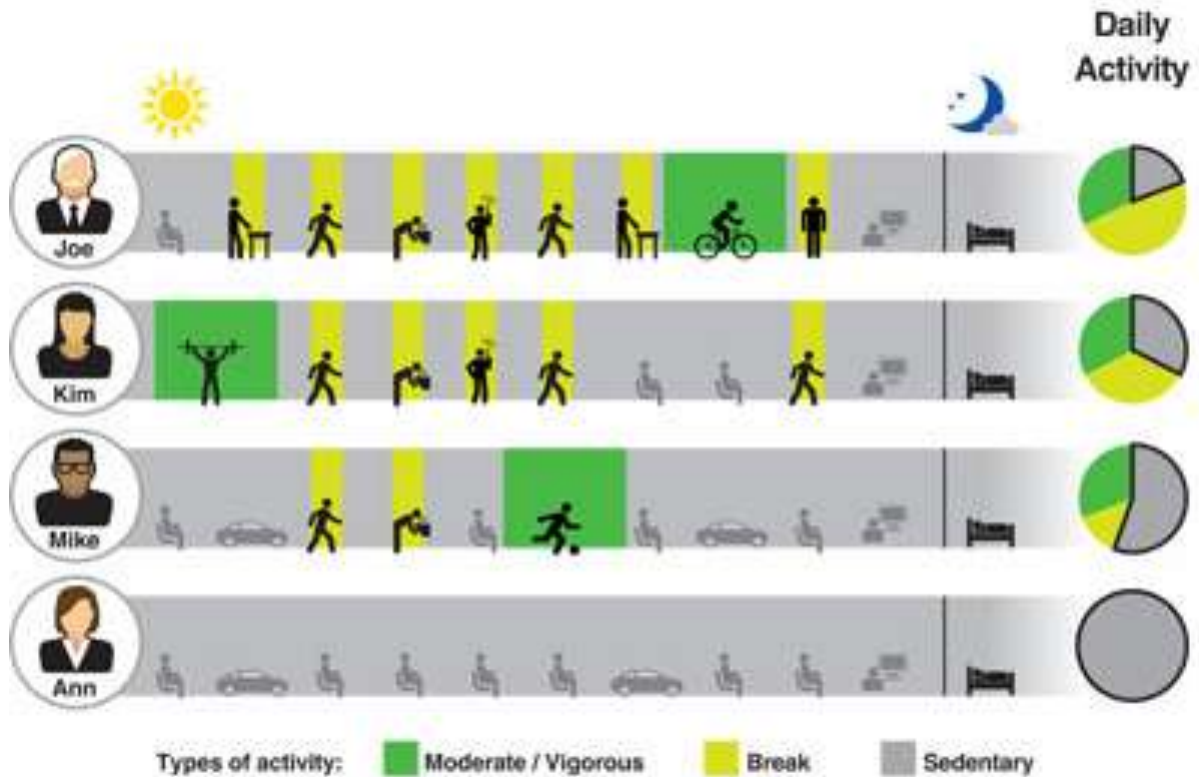 Daily
Activity
Joe
Kim
Mike
Ann
Types of activity: Moderate / Vigorous Break Sedentary